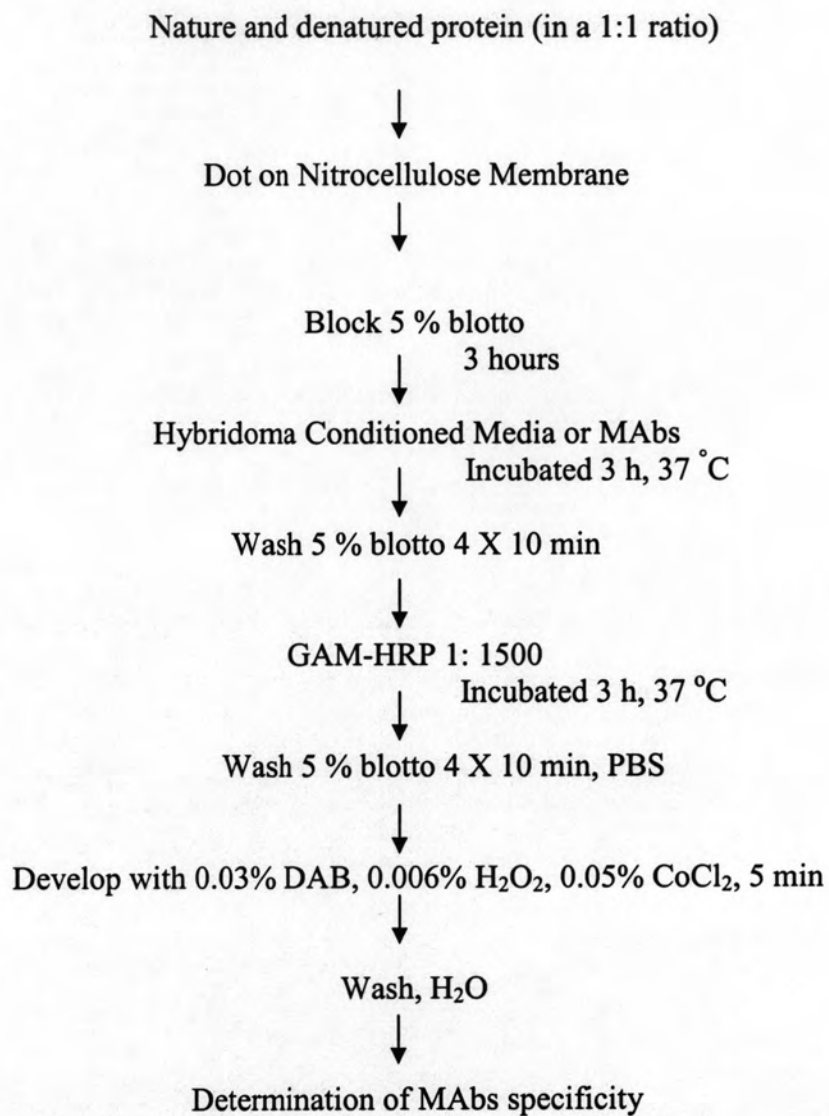 Nature and denatured protein (in a 1:1 ratio)
Dot on Nitrocellulose Membrane
Block 5 % blotto
3 hours
Hybridoma Conditioned Media or MAbs
Incubated 3 h, 37 °C
Wash 5 % blotto 4 X 10 min
GAM-HRP 1: 1500
Incubated 3 h, 37 °C
Wash 5 % blotto 4 X 10 min, PBS
Develop with 0.03% DAB, 0.006% H₂O₂, 0.05% CoCl₂, 5 min
Wash, H₂O
Determination of MAbs specificity